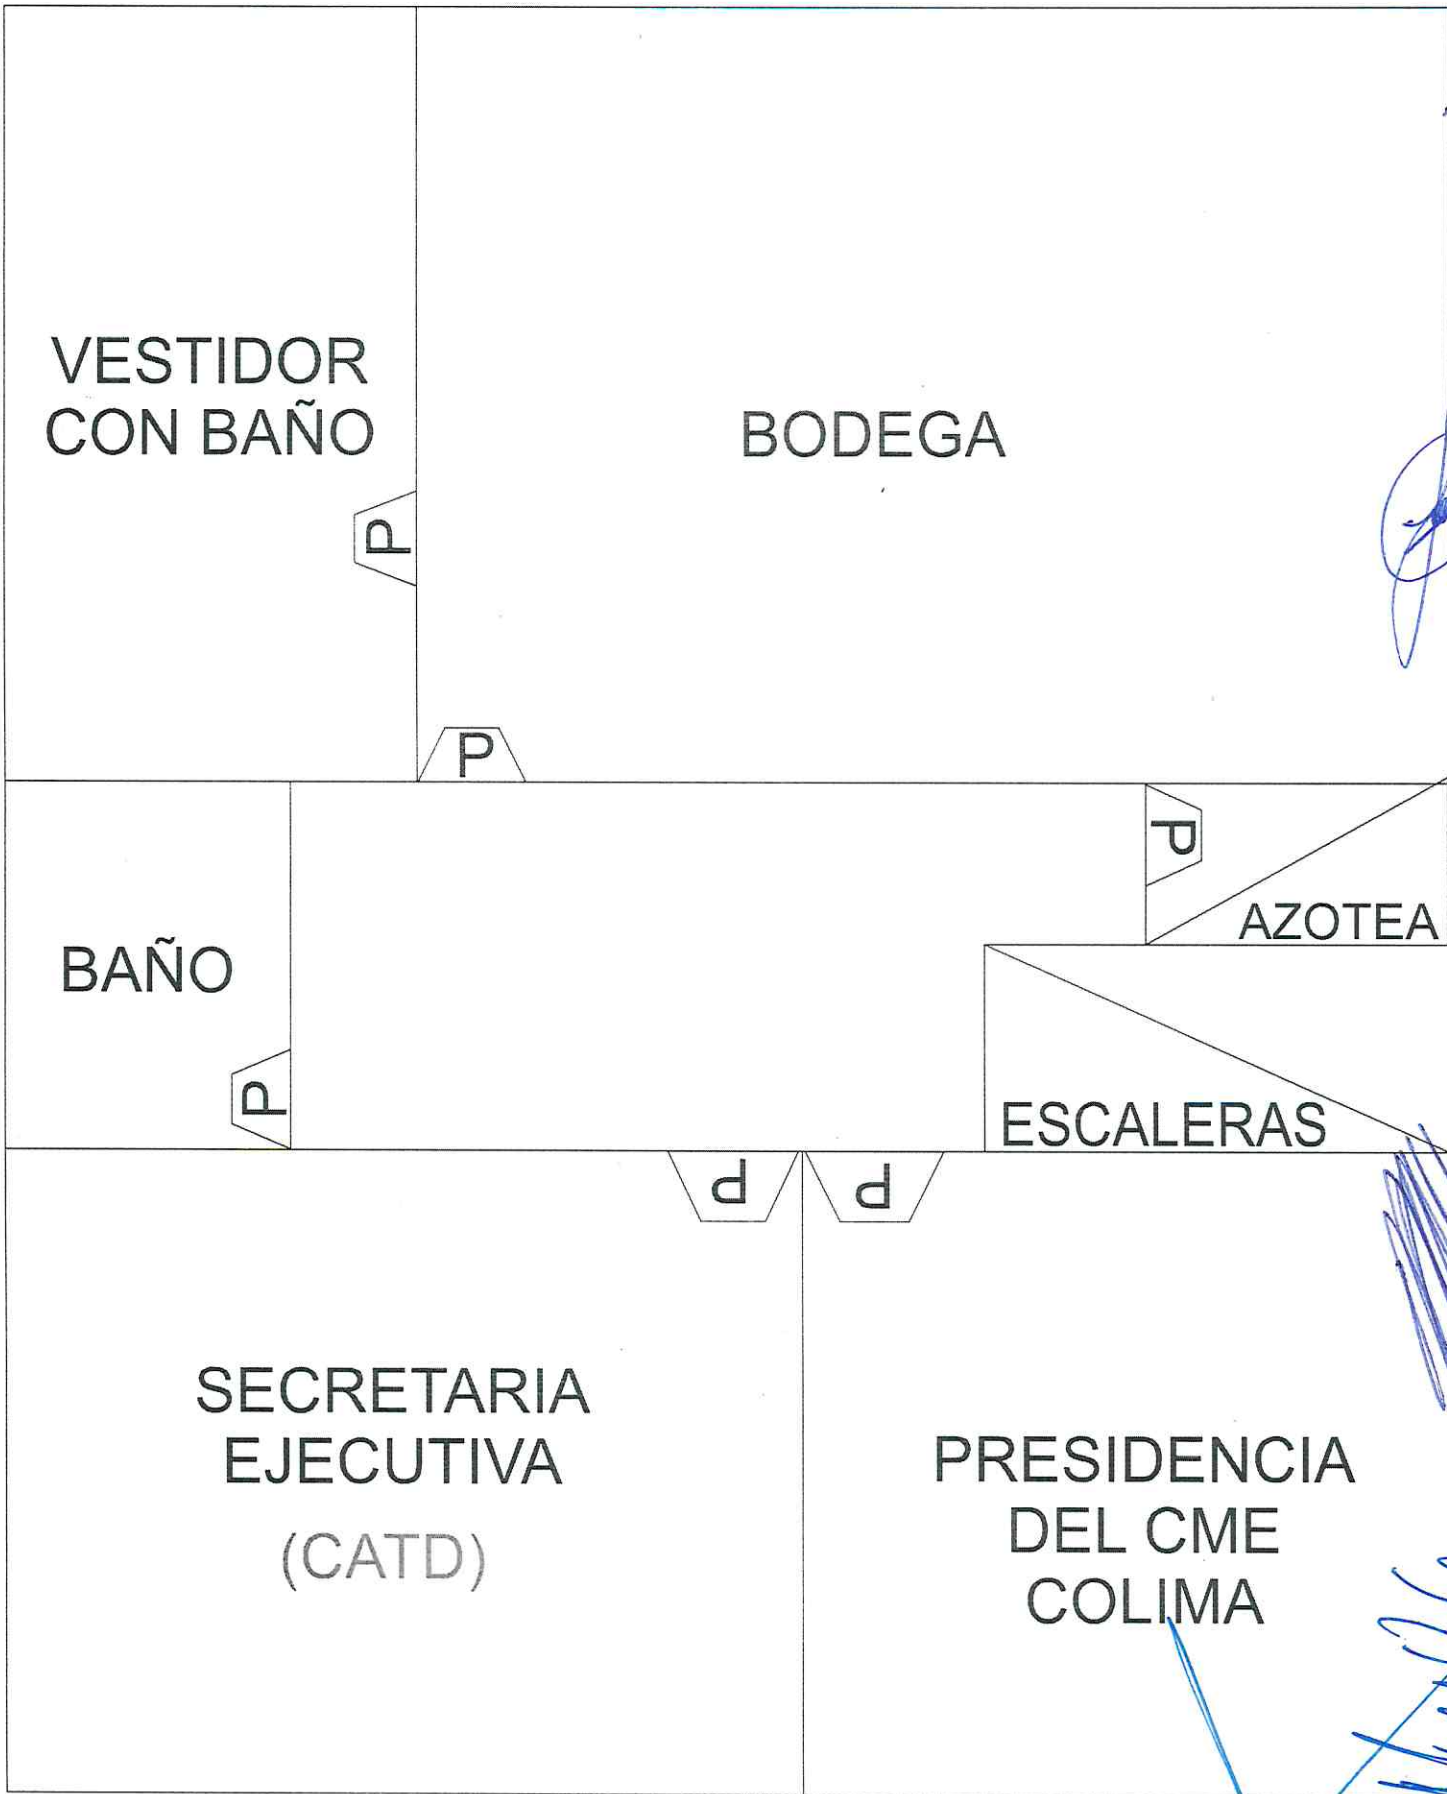 VESTIDOR
CON BAÑO
BODEGA
P
P
P
AZOTEA
BAÑO
P
ESCALERAS
P
P
SECRETARIA
EJECUTIVA
(CATD)
PRESIDENCIA
DEL CME
COLIMA